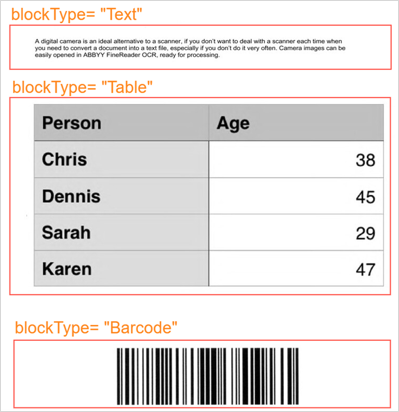 blockType= "Text"
A digital camera is an ideal alternative to a scanner, if you don't want to deal with a scanner each time when
you need to convert a document into a text file, especially if you don't do it very often. Camera images can be
easily opened in ABBYY FineReader OCR, ready for processing.
blockType= "Table"
Person Age
Chris 38
Dennis 45
Sarah 29
Karen 47
blockType= "Barcode"